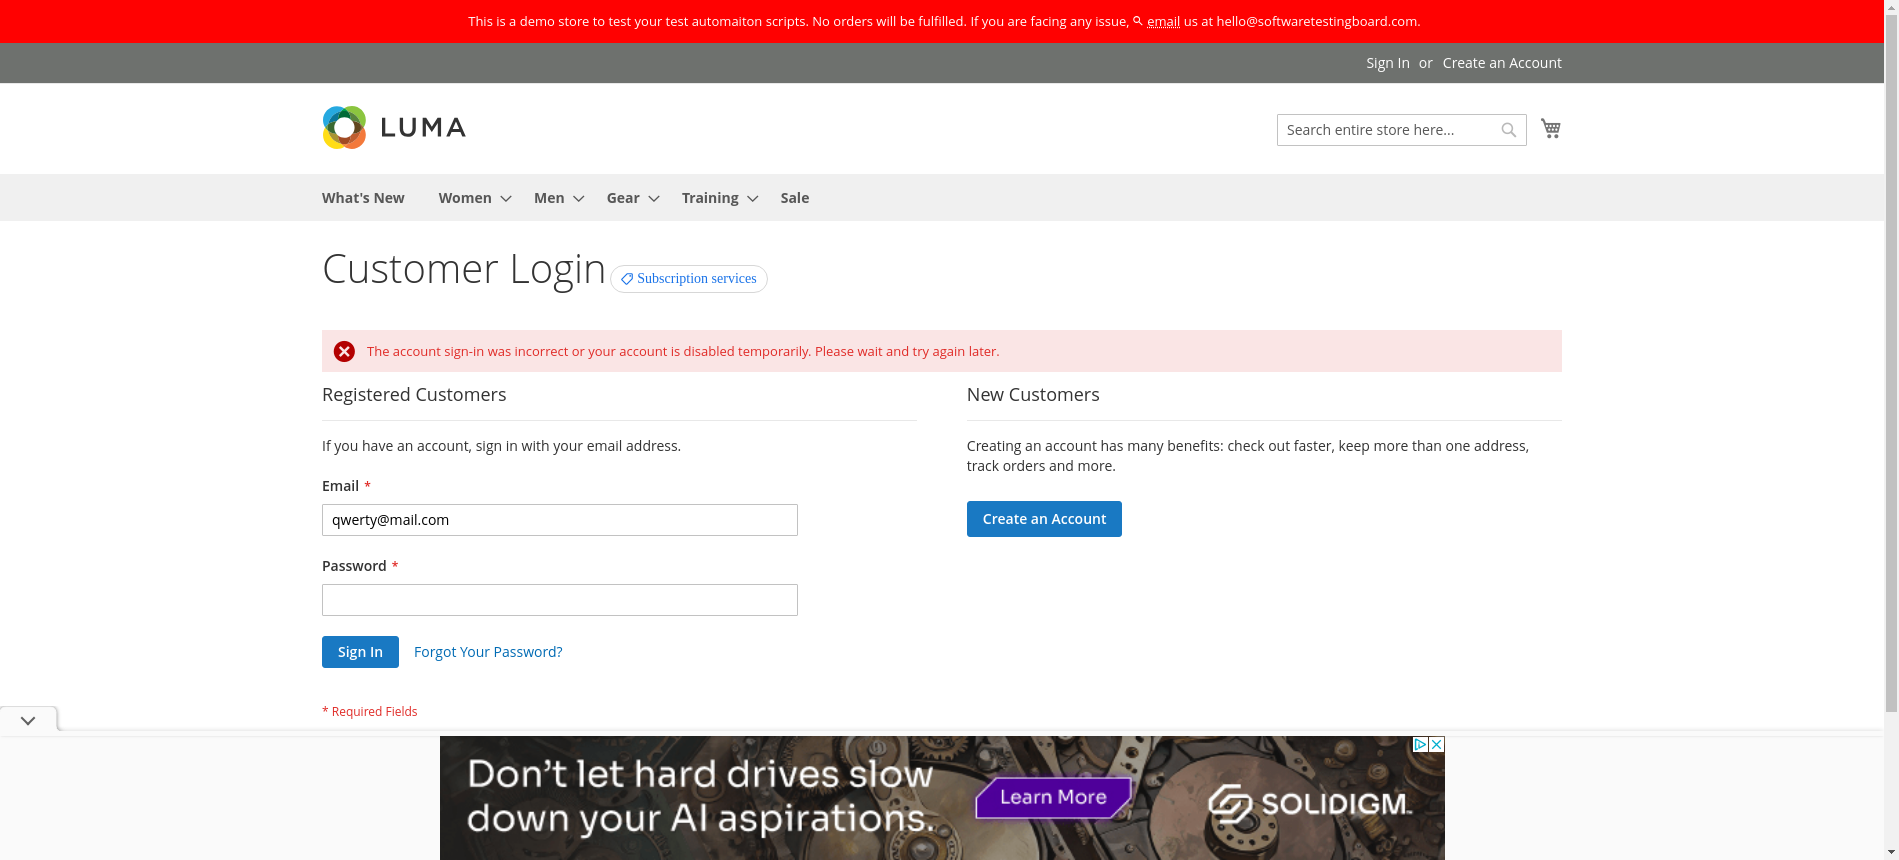 This is a demo store to test your test automaiton scripts. No orders will be fulfilled. If you are facing any issue, email us at hello@softwaretestingboard.com.
Sign In or Create an Account
LUMA
Search entire store here...
What's New Women Men Gear Training Sale
Customer Login Subscription services
The account sign-in was incorrect or your account is disabled temporarily. Please wait and try again later.
Registered Customers
If you have an account, sign in with your email address.
Email *
qwerty@mail.com
Password *
Sign In Forgot Your Password?
* Required Fields
New Customers
Creating an account has many benefits: check out faster, keep more than one address,
track orders and more.
Create an Account
Don't let hard drives slow
down your AI aspirations.
Learn More
SOLIDIGM